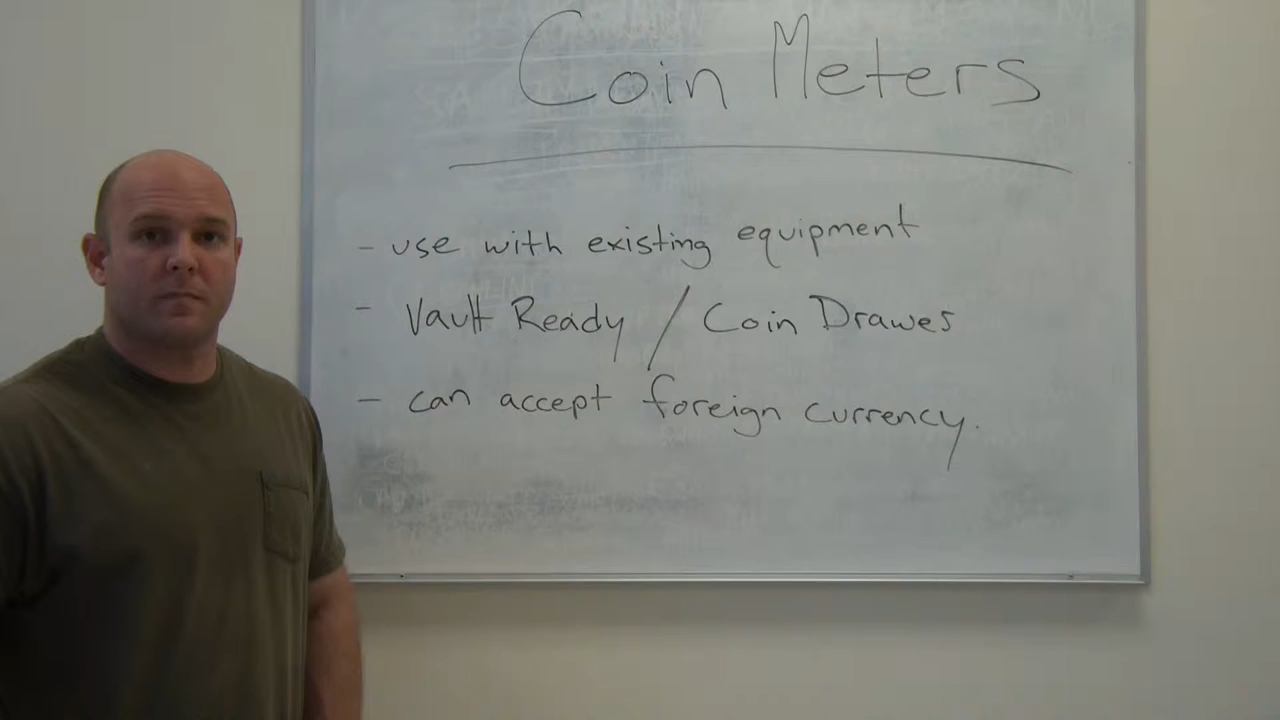 Coin Meters
- use with existing equipment
- Vault Ready / Coin Drawes
- can accept foreign currency.